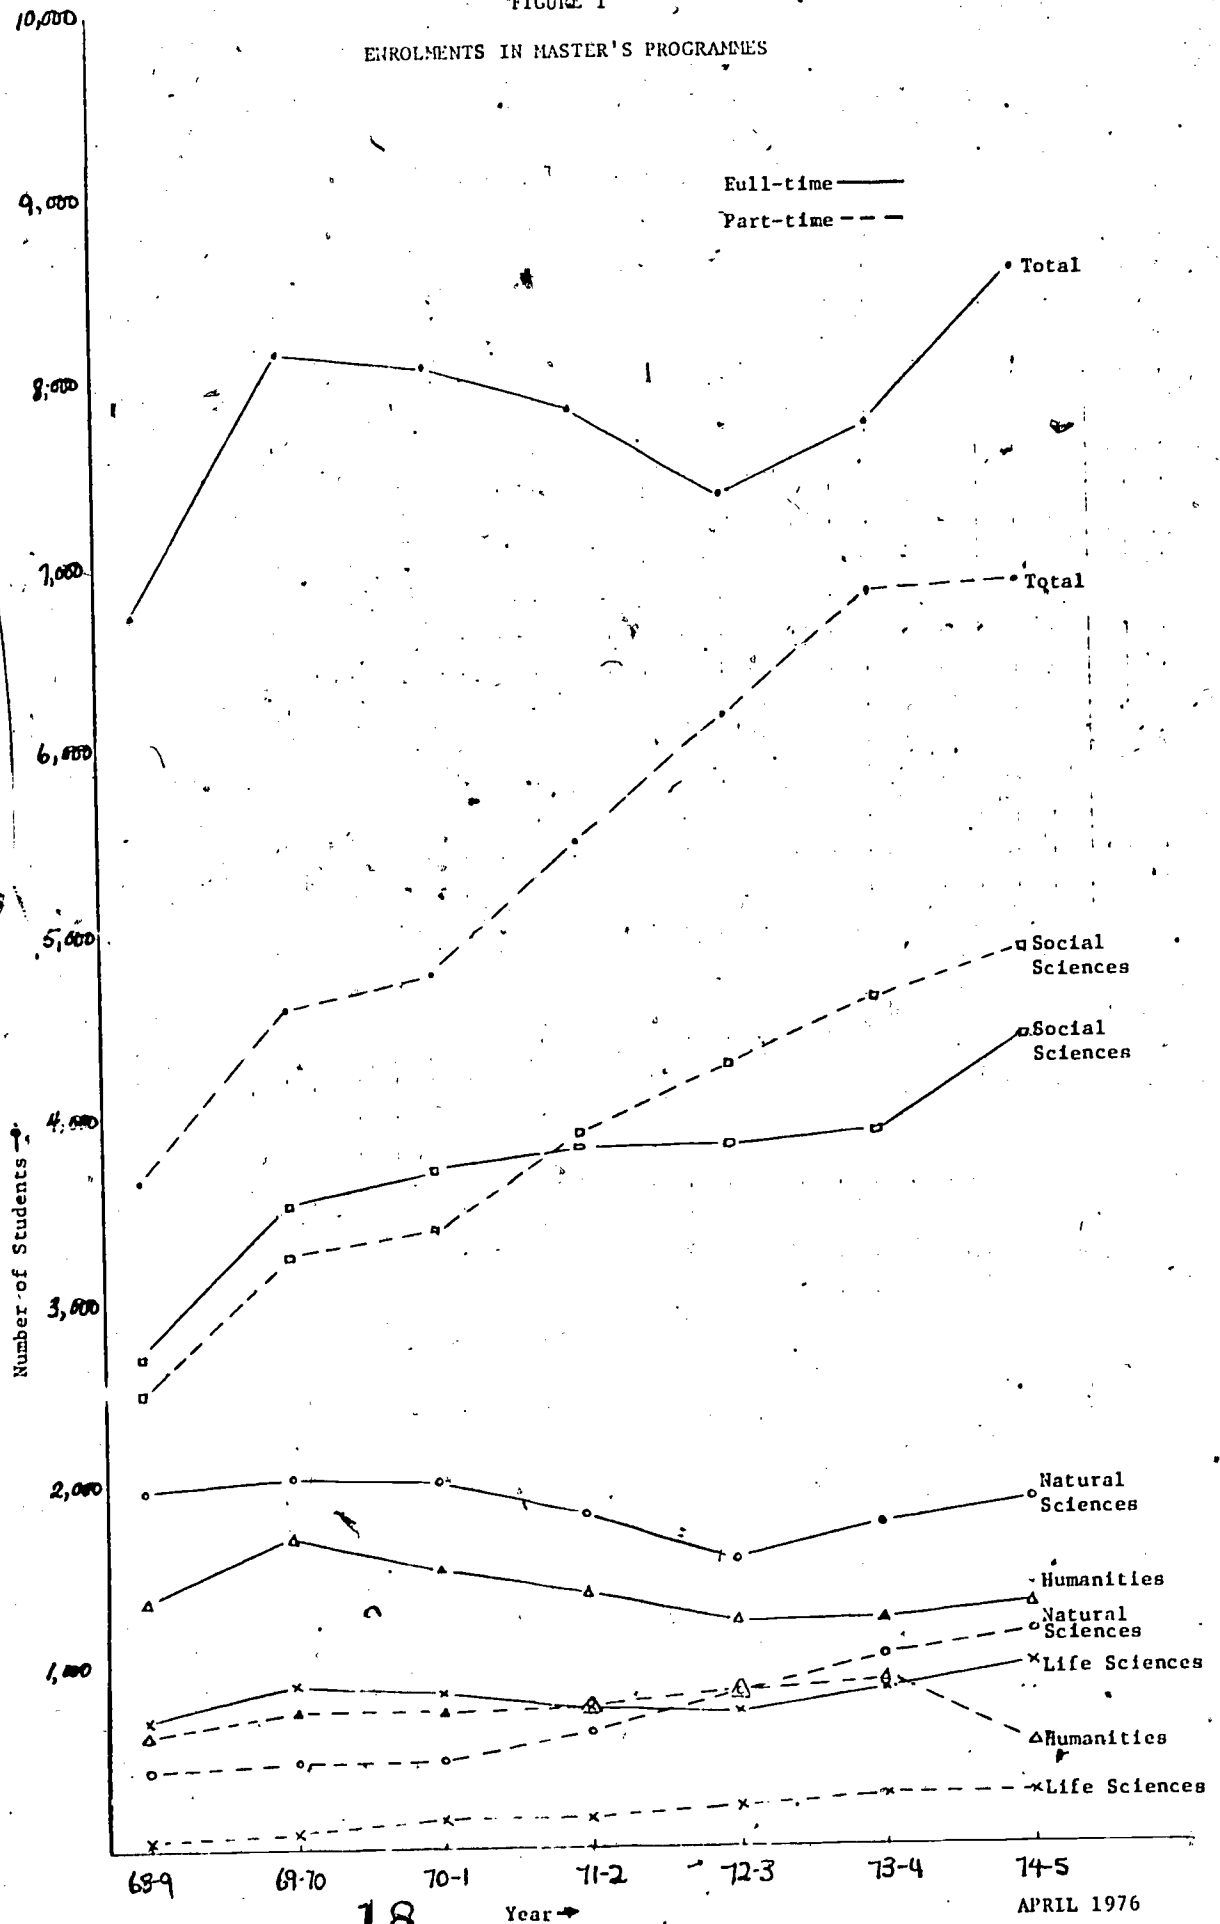 FIGURE 1
ENROLMENTS IN MASTER'S PROGRAMMES
10,000
9,000
8,000
7,000
6,000
5,000
4,000
3,000
2,000
1,000
Number of Students
Full-time
Part-time
Total
Total
Social
Sciences
Social
Sciences
Natural
Sciences
Humanities
Natural
Sciences
Life Sciences
Humanities
Life Sciences
68-9
69-70
70-1
71-2
72-3
73-4
74-5
18
Year
APRIL 1976